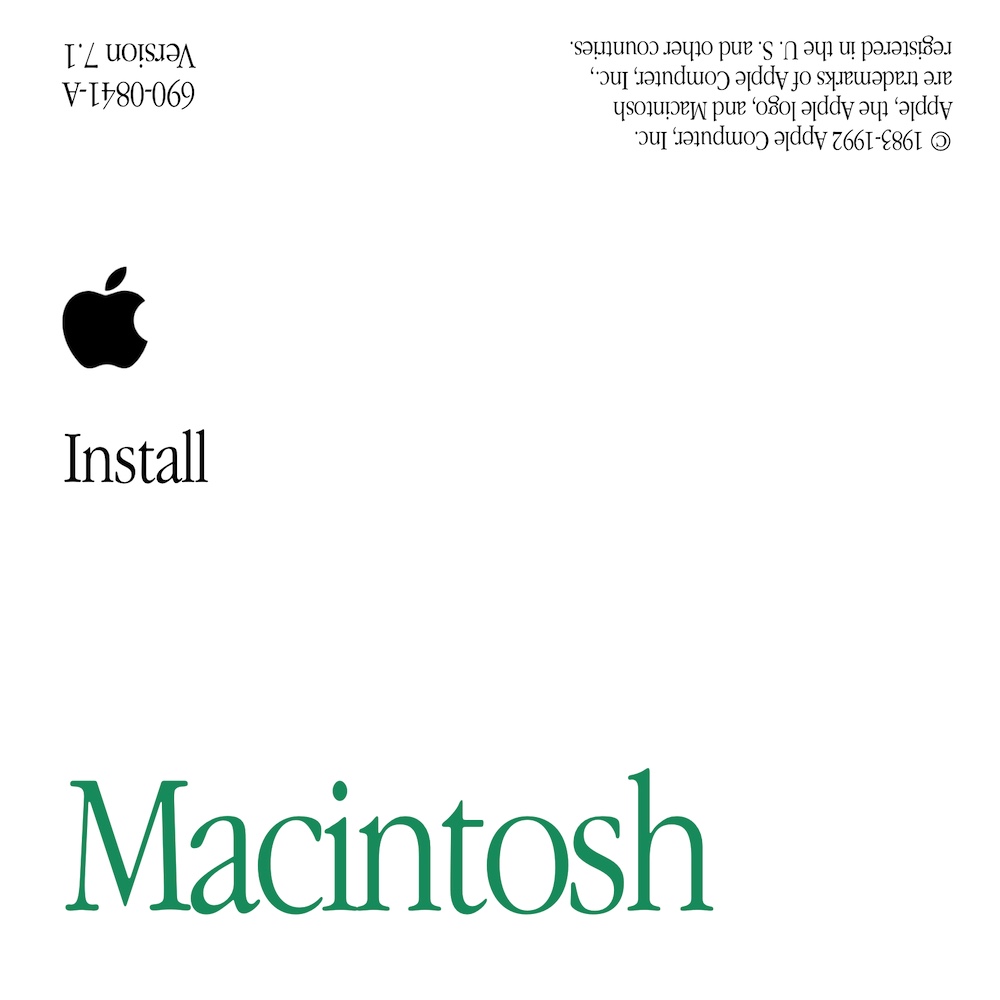 Version 7.1
690-0841-A
© 1983-1992 Apple Computer, Inc.
Apple, the Apple logo, and Macintosh
are trademarks of Apple Computer, Inc.,
registered in the U. S. and other countries.
Install
Macintosh